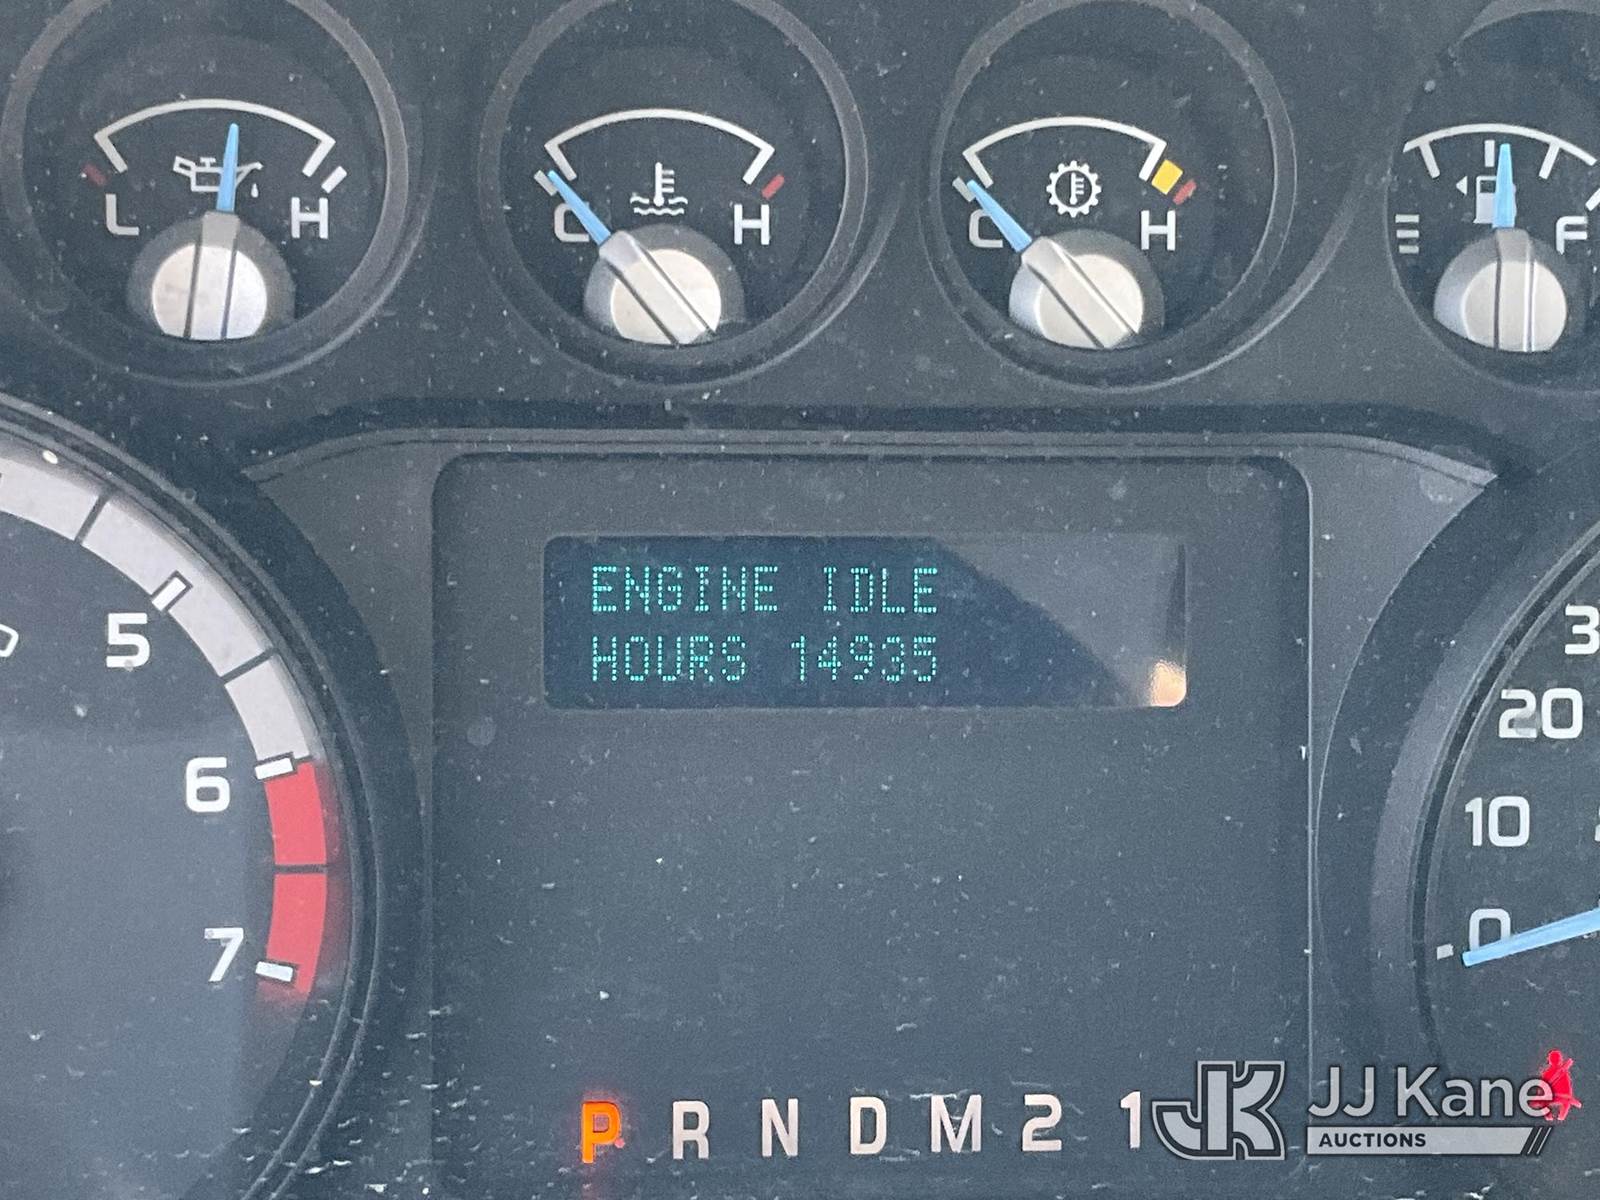 L H
C H
C H
F
ENGINE IDLE
HOURS 14935
5
6
7
20
10
0
P R N D M 2 1
JJ Kane
AUCTIONS